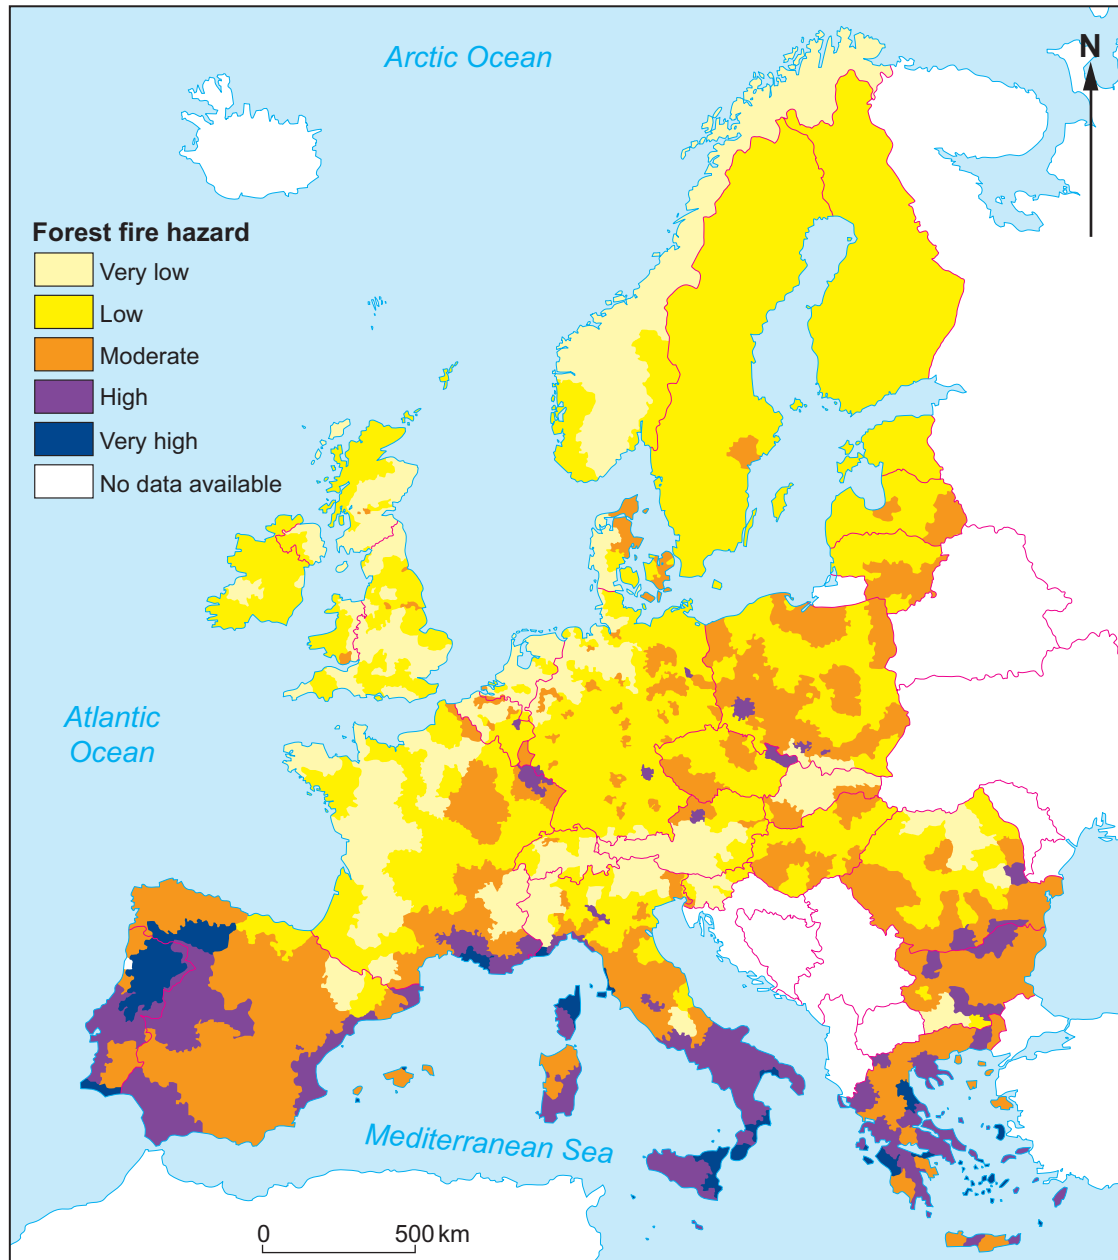 Arctic Ocean
N
Forest fire hazard
Very low
Low
Moderate
High
Very high
No data available
Atlantic
Ocean
Mediterranean Sea
0 500 km